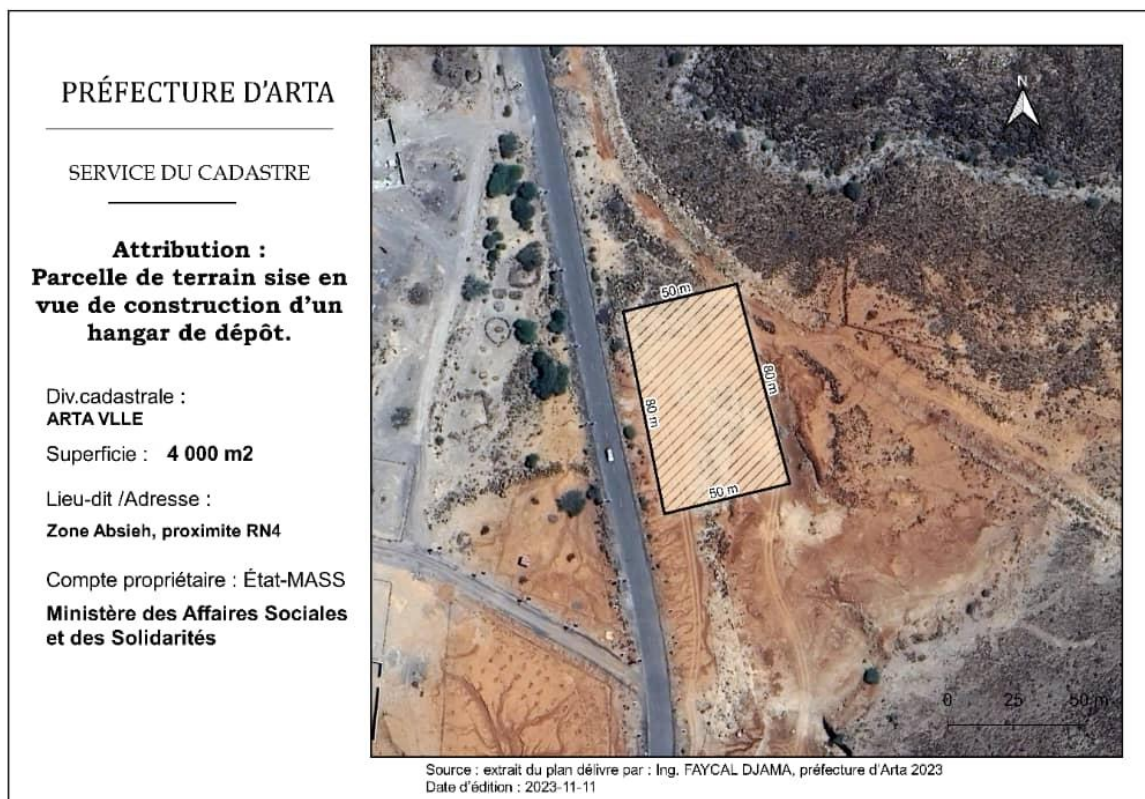 PRÉFECTURE D'ARTA
SERVICE DU CADASTRE
Attribution :
Parcelle de terrain sise en
vue de construction d'un
hangar de dépôt.
Div.cadastrale :
ARTA VLLE
Superficie : 4 000 m2
Lieu-dit /Adresse :
Zone Absieh, proximite RN4
Compte propriétaire : État-MASS
Ministère des Affaires Sociales
et des Solidarités
N
50 m
80 m
80 m
50 m
0 25 50 m
Source : extrait du plan délivre par : Ing. FAYCAL DJAMA, préfecture d'Arta 2023
Date d'édition : 2023-11-11